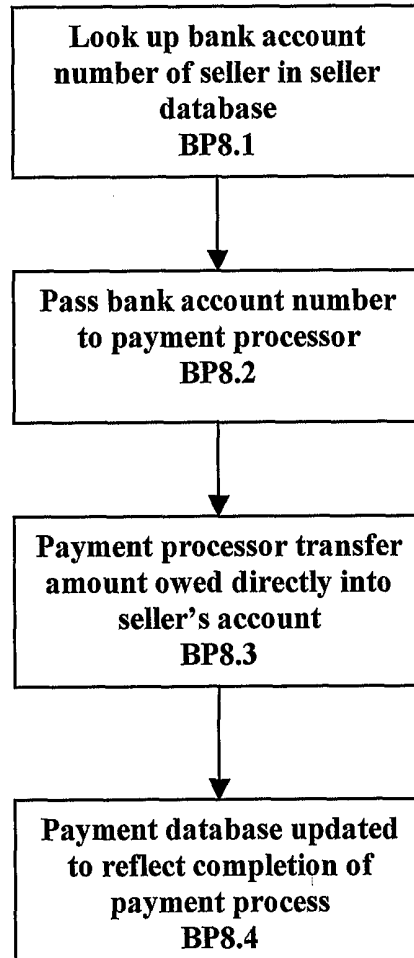 Look up bank account
number of seller in seller
database
BP8.1
Pass bank account number
to payment processor
BP8.2
Payment processor transfer
amount owed directly into
seller’s account
BP8.3
Payment database updated
to reflect completion of
payment process
BP8.4